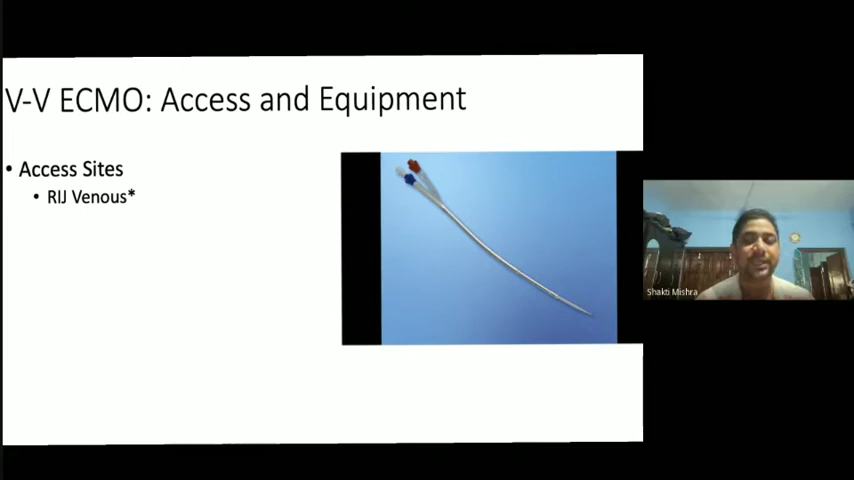 V-V ECMO: Access and Equipment
• Access Sites
• RIJ Venous*
Shakti Mishra